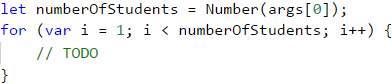 let numberOfStudents = Number(args[0]);
for (var i = 1; i < numberOfStudents; i++) {
    // TODO
}